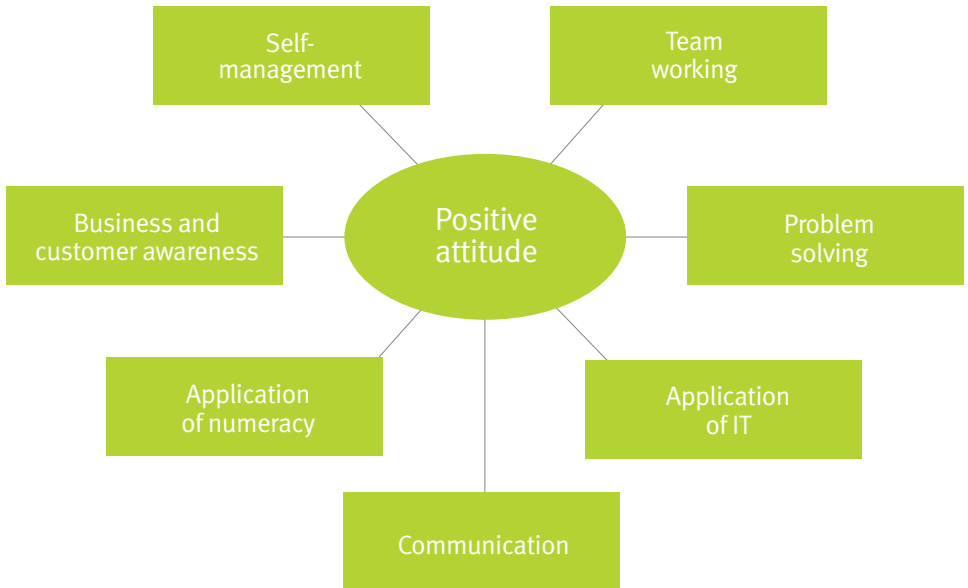 Self-
management
Team
working
Positive
attitude
Business and
customer awareness
Problem
solving
Application
of numeracy
Application
of IT
Communication